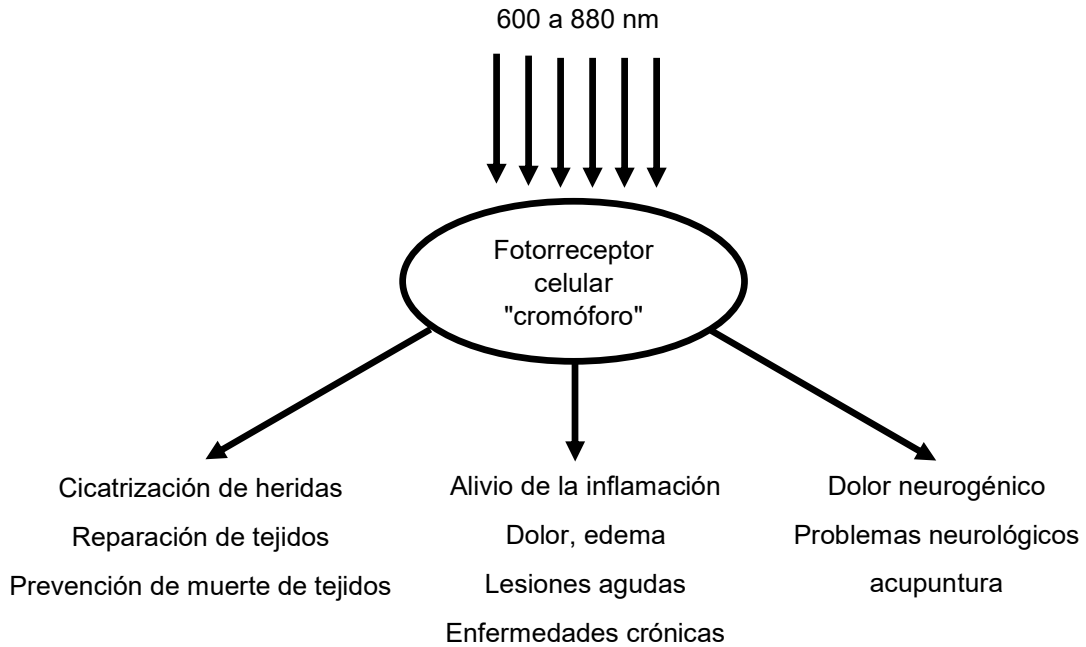 600 a 880 nm
Fotorreceptor
celular
"cromóforo"
Cicatrización de heridas
Reparación de tejidos
Prevención de muerte de tejidos
Alivio de la inflamación
Dolor, edema
Lesiones agudas
Enfermedades crónicas
Dolor neurogénico
Problemas neurológicos
acupuntura